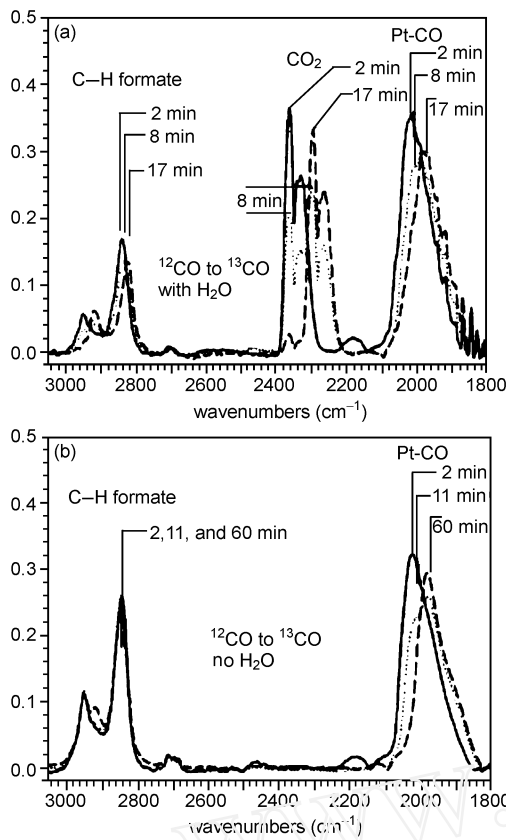 0.5
(a)
Pt-CO
CO₂
2 min
2 min
C–H formate
8 min
0.4
17 min
17 min
2 min
8 min
0.3
17 min
8 min
0.2
¹²CO to ¹³CO
with H₂O
0.1
0.0
3000 2800 2600 2400 2200 2000 1800
wavenumbers (cm⁻¹)
0.5
(b)
Pt-CO
2 min
C–H formate
11 min
0.4
2,11, and 60 min
60 min
0.3
¹²CO to ¹³CO
no H₂O
0.2
0.1
0.0
3000 2800 2600 2400 2200 2000 1800
wavenumbers (cm⁻¹)